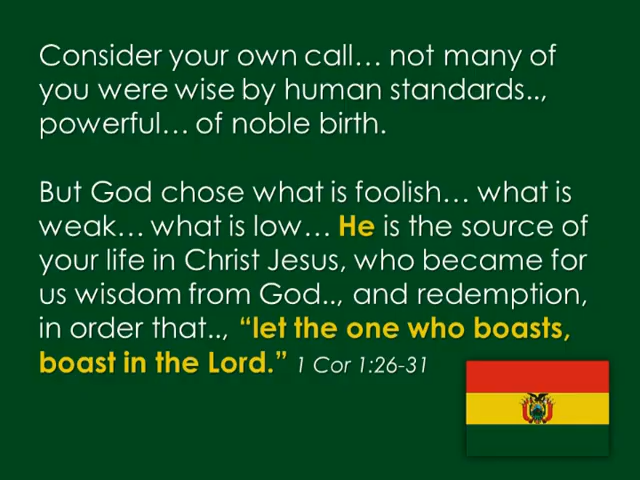 Consider your own call… not many of
you were wise by human standards..,
powerful… of noble birth.
But God chose what is foolish… what is
weak… what is low… He is the source of
your life in Christ Jesus, who became for
us wisdom from God.., and redemption,
in order that.., “let the one who boasts,
boast in the Lord.” 1 Cor 1:26-31